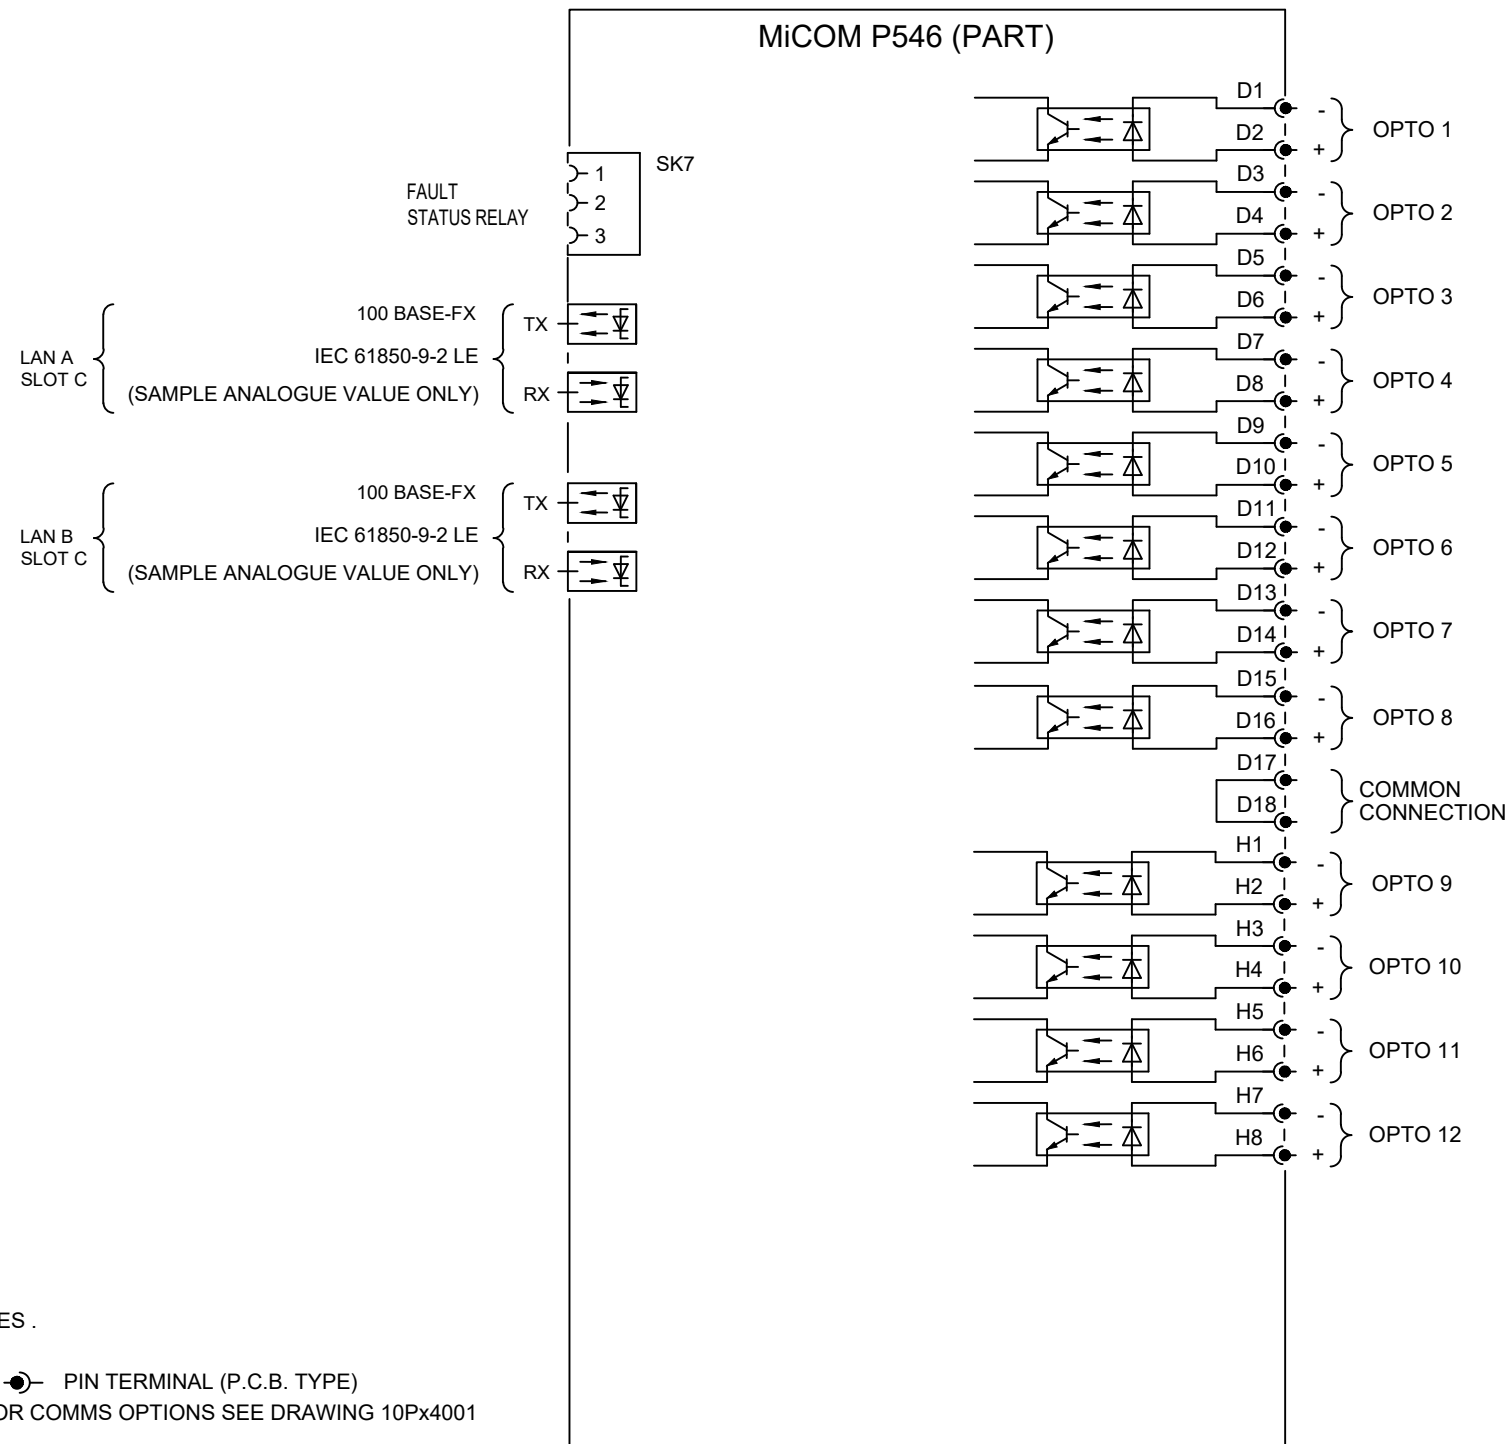 MiCOM P546 (PART)
SK7
FAULT
STATUS RELAY
1
2
3
LAN A
SLOT C
100 BASE-FX
IEC 61850-9-2 LE
(SAMPLE ANALOGUE VALUE ONLY)
TX
RX
LAN B
SLOT C
100 BASE-FX
IEC 61850-9-2 LE
(SAMPLE ANALOGUE VALUE ONLY)
TX
RX
D1 -
D2 +
OPTO 1
D3 -
D4 +
OPTO 2
D5 -
D6 +
OPTO 3
D7 -
D8 +
OPTO 4
D9 -
D10 +
OPTO 5
D11 -
D12 +
OPTO 6
D13 -
D14 +
OPTO 7
D15 -
D16 +
OPTO 8
D17
D18
COMMON
CONNECTION
H1 -
H2 +
OPTO 9
H3 -
H4 +
OPTO 10
H5 -
H6 +
OPTO 11
H7 -
H8 +
OPTO 12
ES .
PIN TERMINAL (P.C.B. TYPE)
OR COMMS OPTIONS SEE DRAWING 10Px4001